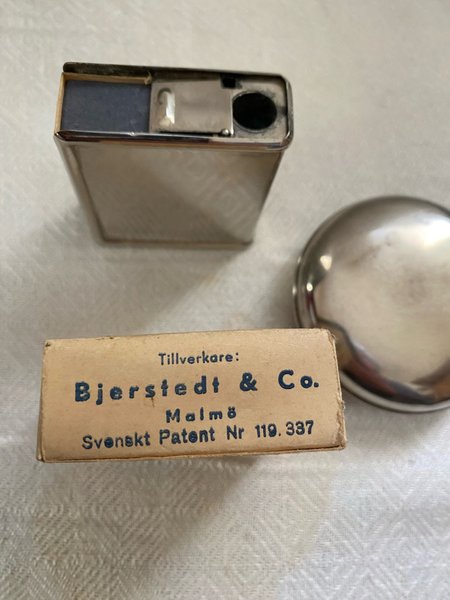 Tillverkare:
Bjerstedt & Co.
Malmö
Svenskt Patent Nr 119.337